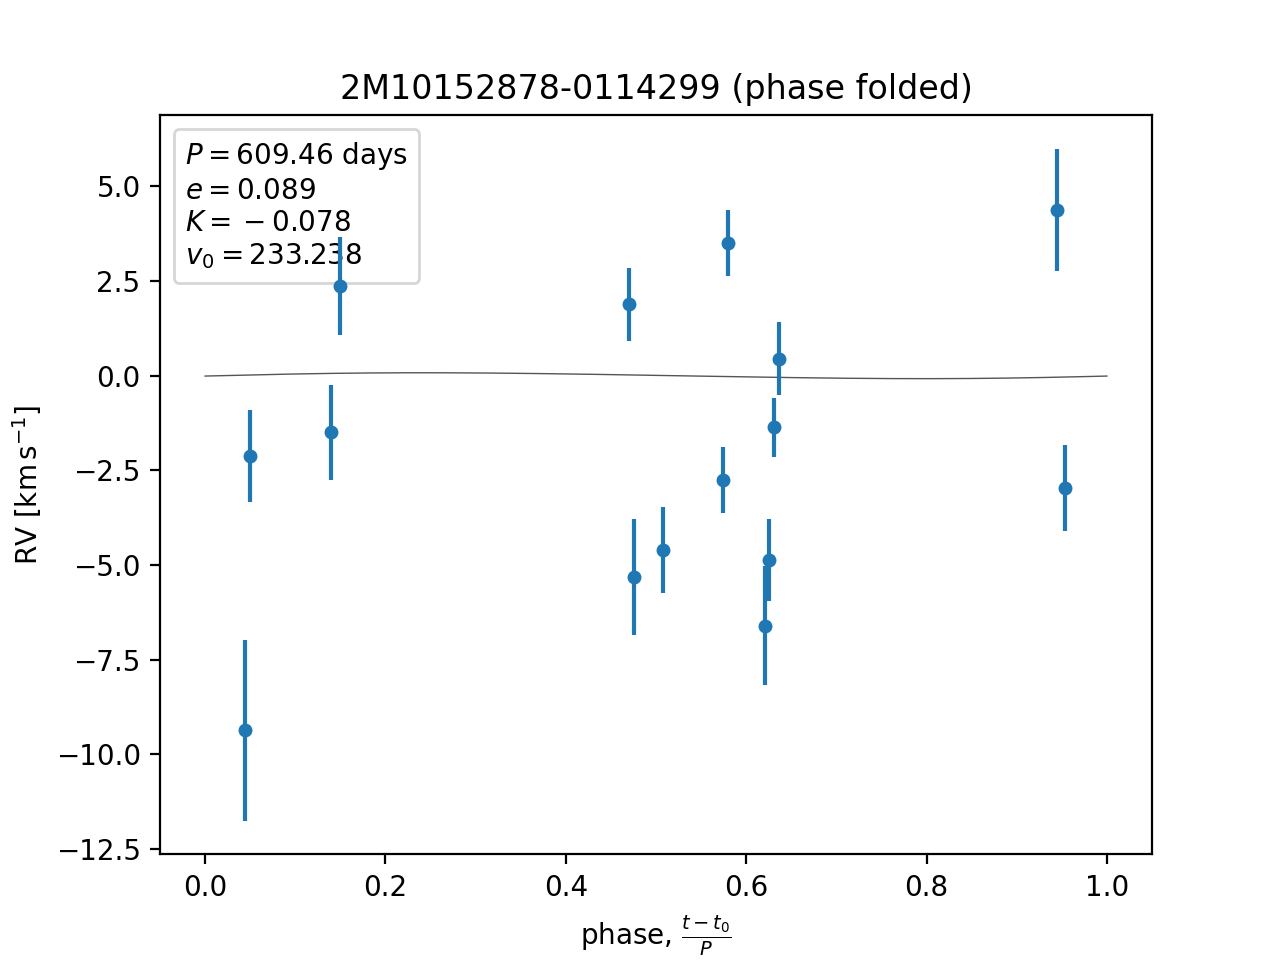 2M10152878-0114299 (phase folded)
P = 609.46 days
e = 0.089
K = − 0.078
v₀ = 233.238
5.0
2.5
0.0
−2.5
−5.0
−7.5
−10.0
−12.5
RV [km s⁻¹]
0.0 0.2 0.4 0.6 0.8 1.0
phase, (t − t₀)/P